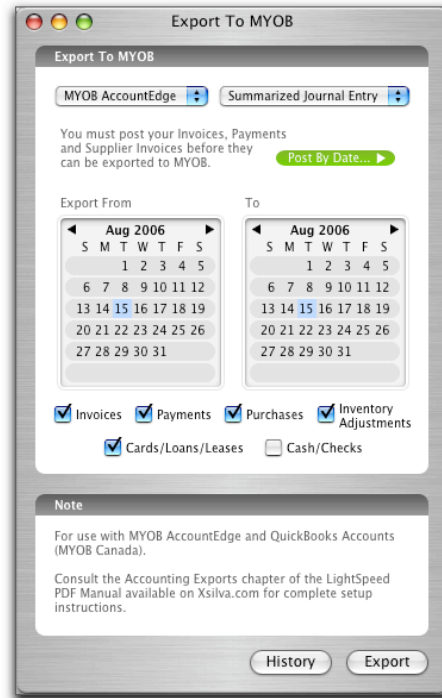 Export To MYOB
Export To MYOB
MYOB AccountEdge Summarized Journal Entry
You must post your Invoices, Payments
and Supplier Invoices before they
can be exported to MYOB.
Post By Date...
Export From To
Aug 2006 Aug 2006
S M T W T F S S M T W T F S
1 2 3 4 5 1 2 3 4 5
6 7 8 9 10 11 12 6 7 8 9 10 11 12
13 14 15 16 17 18 19 13 14 15 16 17 18 19
20 21 22 23 24 25 26 20 21 22 23 24 25 26
27 28 29 30 31 27 28 29 30 31
Invoices Payments Purchases Inventory
Adjustments
Cards/Loans/Leases Cash/Checks
Note
For use with MYOB AccountEdge and QuickBooks Accounts
(MYOB Canada).
Consult the Accounting Exports chapter of the LightSpeed
PDF Manual available on Xsilva.com for complete setup
instructions.
History Export